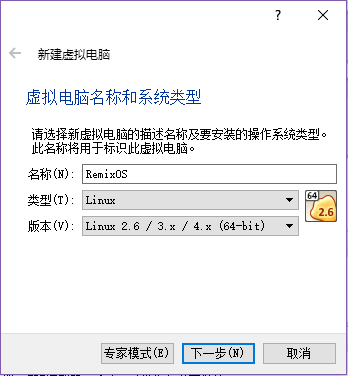 ?
新建虚拟电脑
虚拟电脑名称和系统类型
请选择新虚拟电脑的描述名称及要安装的操作系统类型。
此名称将用于标识此虚拟电脑。
名称(N): RemixOS
类型(T): Linux
64
版本(V): Linux 2.6 / 3.x / 4.x (64-bit)
2.6
专家模式(E) 下一步(N) 取消